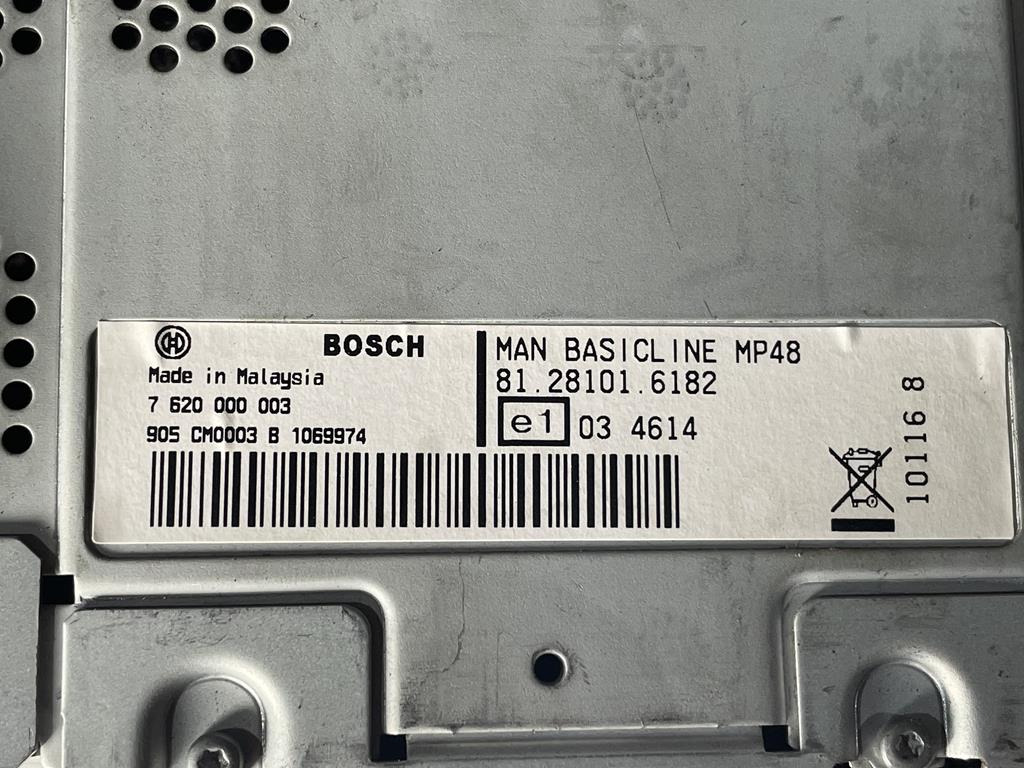 BOSCH
Made in Malaysia
7 620 000 003
905 CM0003 B 1069974
MAN BASICLINE MP48
81.28101.6182
e1 03 4614
10116 8